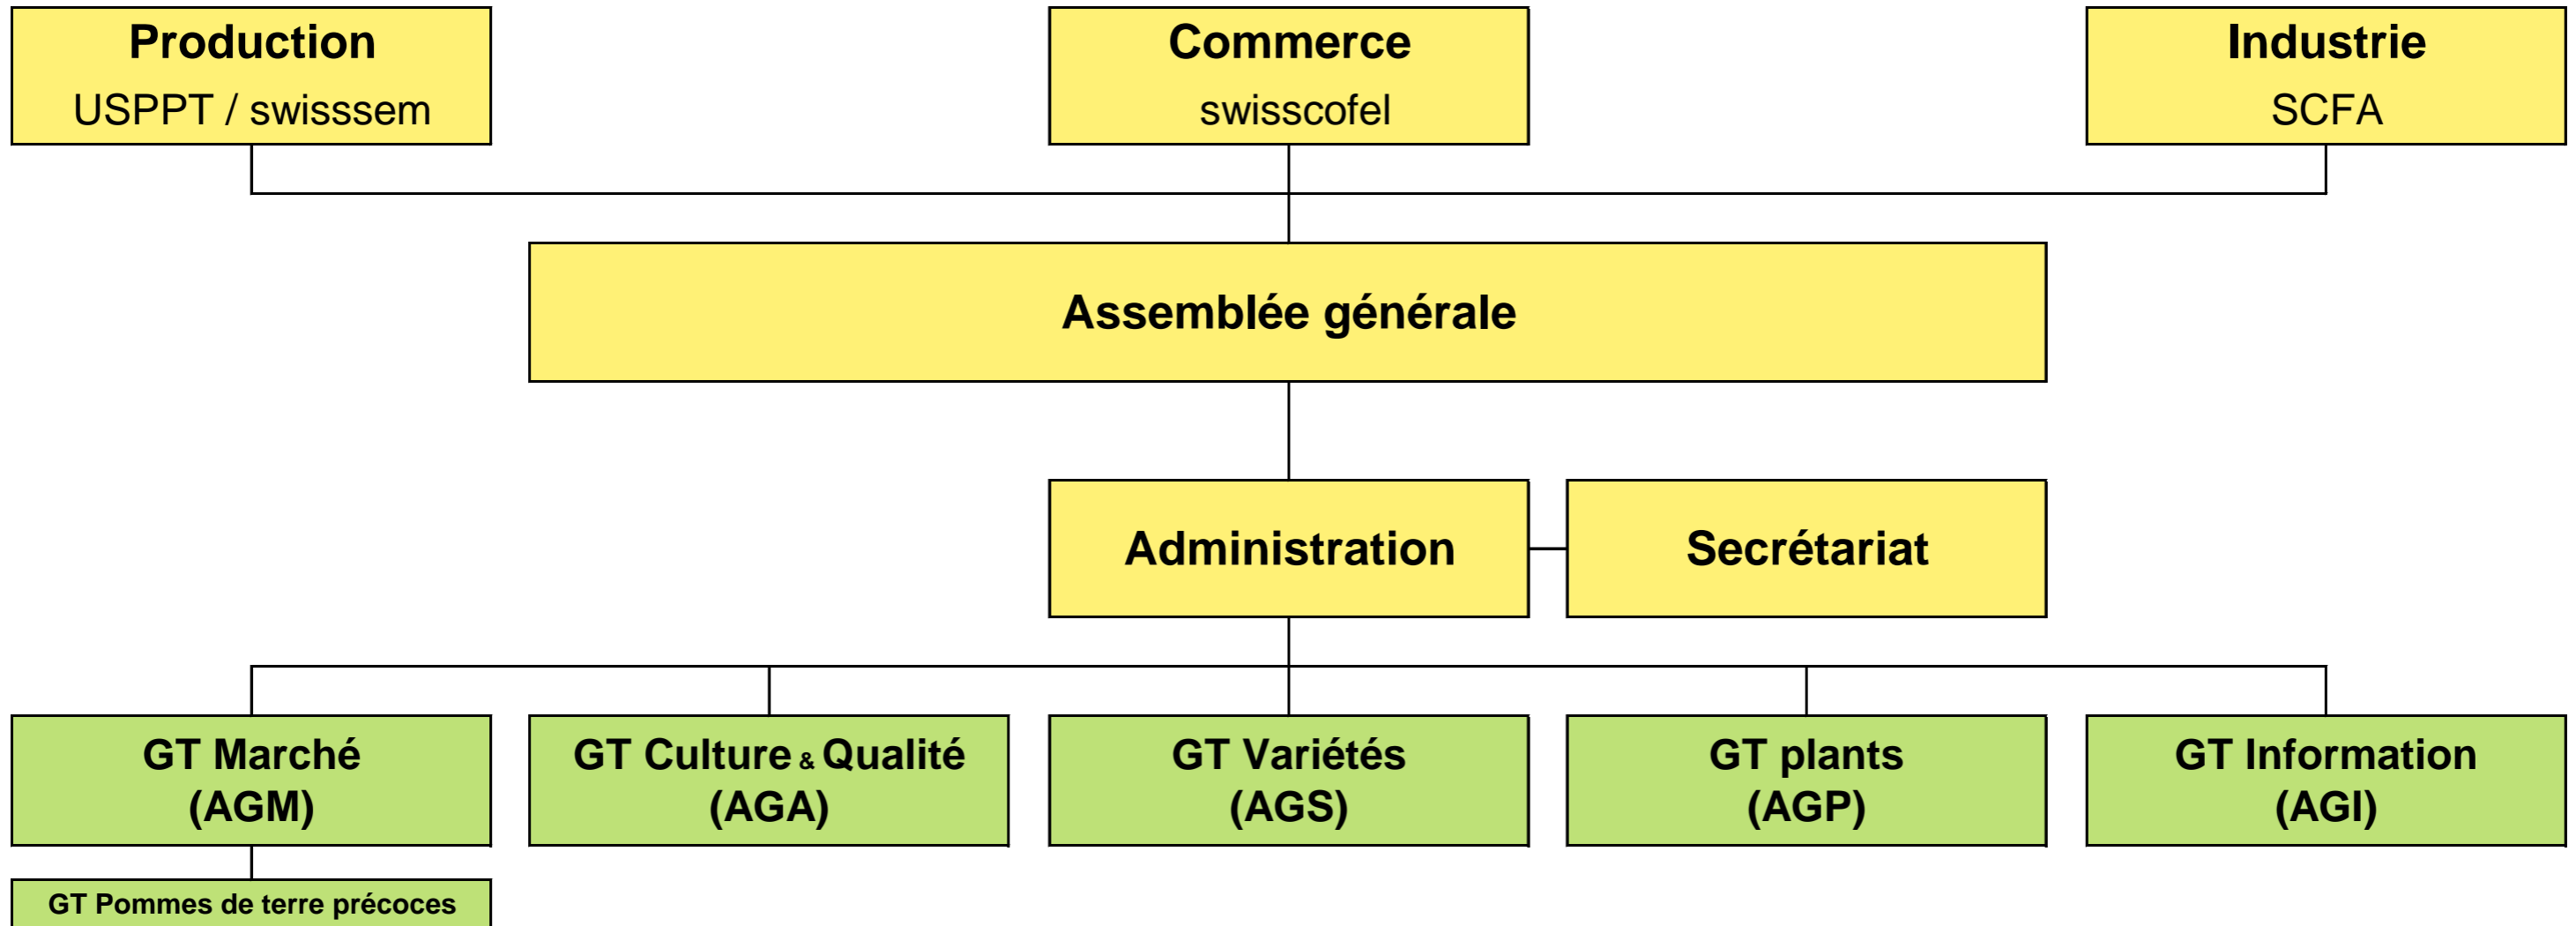 Production
USPPT / swisssem
Commerce
swisscofel
Industrie
SCFA
Assemblée générale
Administration
Secrétariat
GT Marché
(AGM)
GT Culture & Qualité
(AGA)
GT Variétés
(AGS)
GT plants
(AGP)
GT Information
(AGI)
GT Pommes de terre précoces